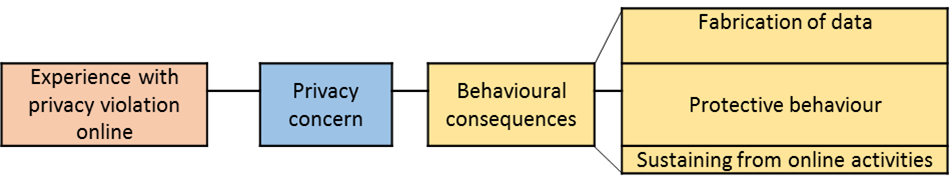 Experience with
privacy violation
online
Privacy
concern
Behavioural
consequences
Fabrication of data
Protective behaviour
Sustaining from online activities